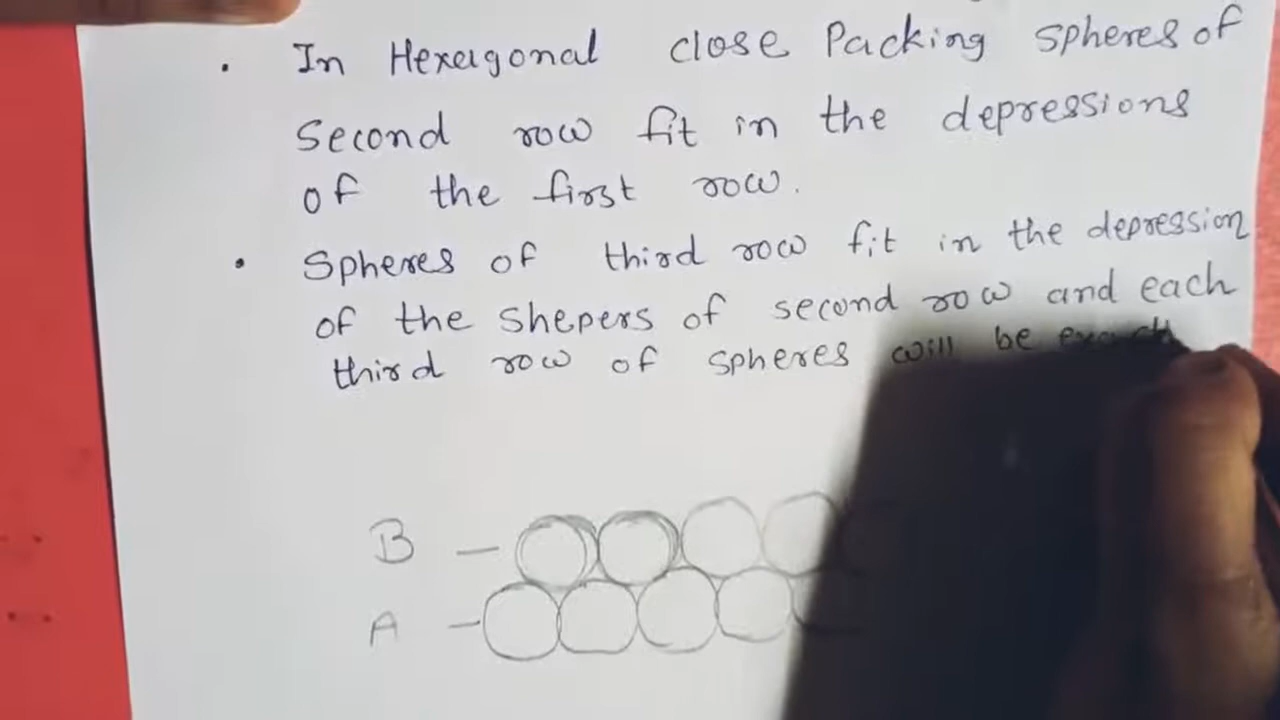 • In Hexagonal close Packing spheres of
Second row fit in the depressions
of the first row.
• Spheres of third row fit in the depression
of the shepers of second row and each
third row of spheres will be
B —
A —